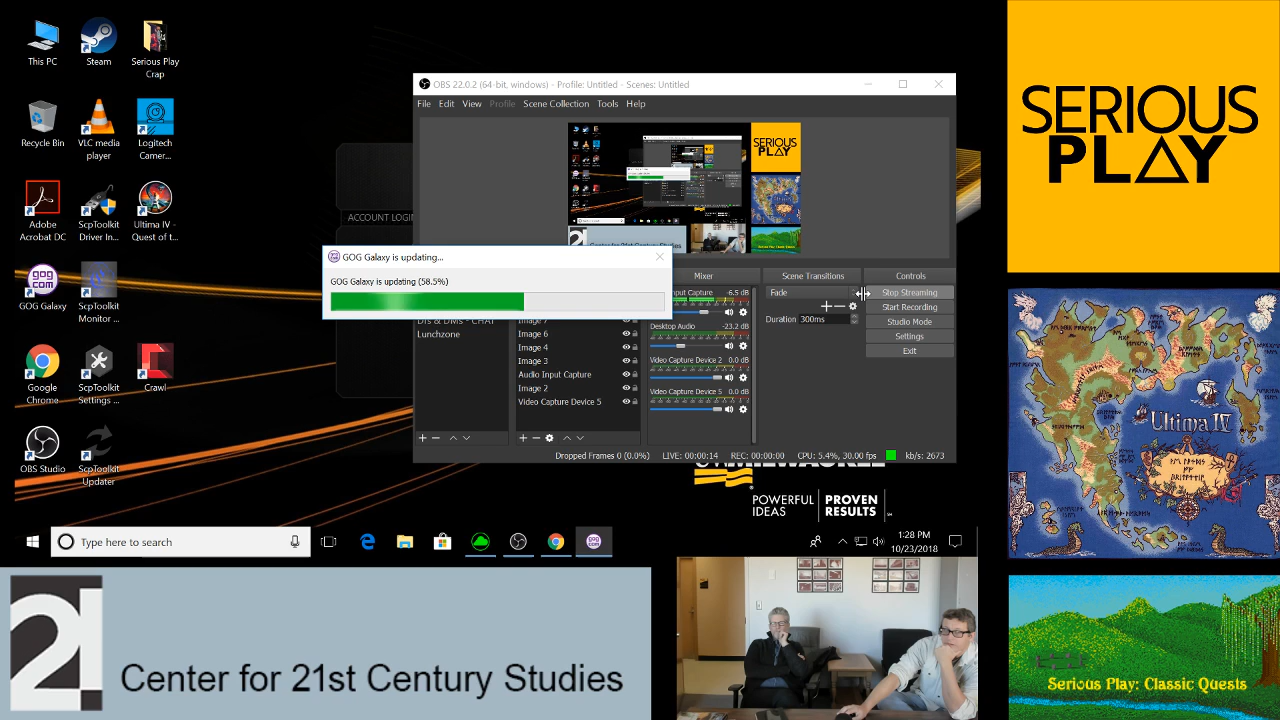 This PC
Steam
Serious Play
Crap
Recycle Bin
VLC media
player
Logitech
Camer...
Adobe
Acrobat DC
ScpToolkit
Driver In...
Ultima IV -
Quest of t...
GOG Galaxy
ScpToolkit
Monitor ...
Google
Chrome
ScpToolkit
Settings ...
Crawl
OBS Studio
ScpToolkit
Updater
ACCOUNT LOGIN
OBS 22.0.2 (64-bit, windows) - Profile: Untitled - Scenes: Untitled
File Edit View Profile Scene Collection Tools Help
GOG Galaxy is updating...
GOG Galaxy is updating (58.5%)
Mixer
Scene Transitions
Controls
Input Capture -6.5 dB
Desktop Audio -23.2 dB
Video Capture Device 2 0.0 dB
Video Capture Device 5 0.0 dB
Fade
Duration 300ms
Stop Streaming
Start Recording
Studio Mode
Settings
Exit
Lunchzone
Image 6
Image 4
Image 3
Audio Input Capture
Image 2
Video Capture Device 5
Dropped Frames 0 (0.0%) LIVE: 00:00:14 REC: 00:00:00 CPU: 5.4%, 30.00 fps kb/s: 2673
MILWAUKEE
POWERFUL
IDEAS
PROVEN
RESULTS
Type here to search
1:28 PM
10/23/2018
SERIOUS
PLAY
Ultima IV
21
Center for 21st Century Studies
Serious Play: Classic Quests